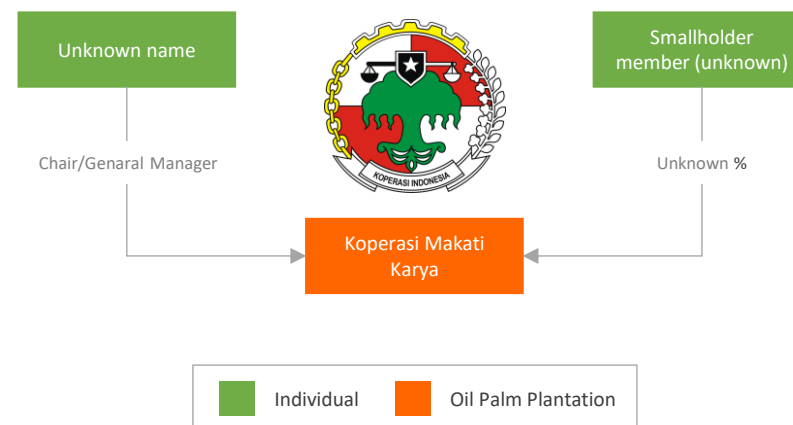 Unknown name
Smallholder
member (unknown)
KOPERASI INDONESIA
Chair/Genaral Manager
Unknown %
Koperasi Makati
Karya
Individual
Oil Palm Plantation